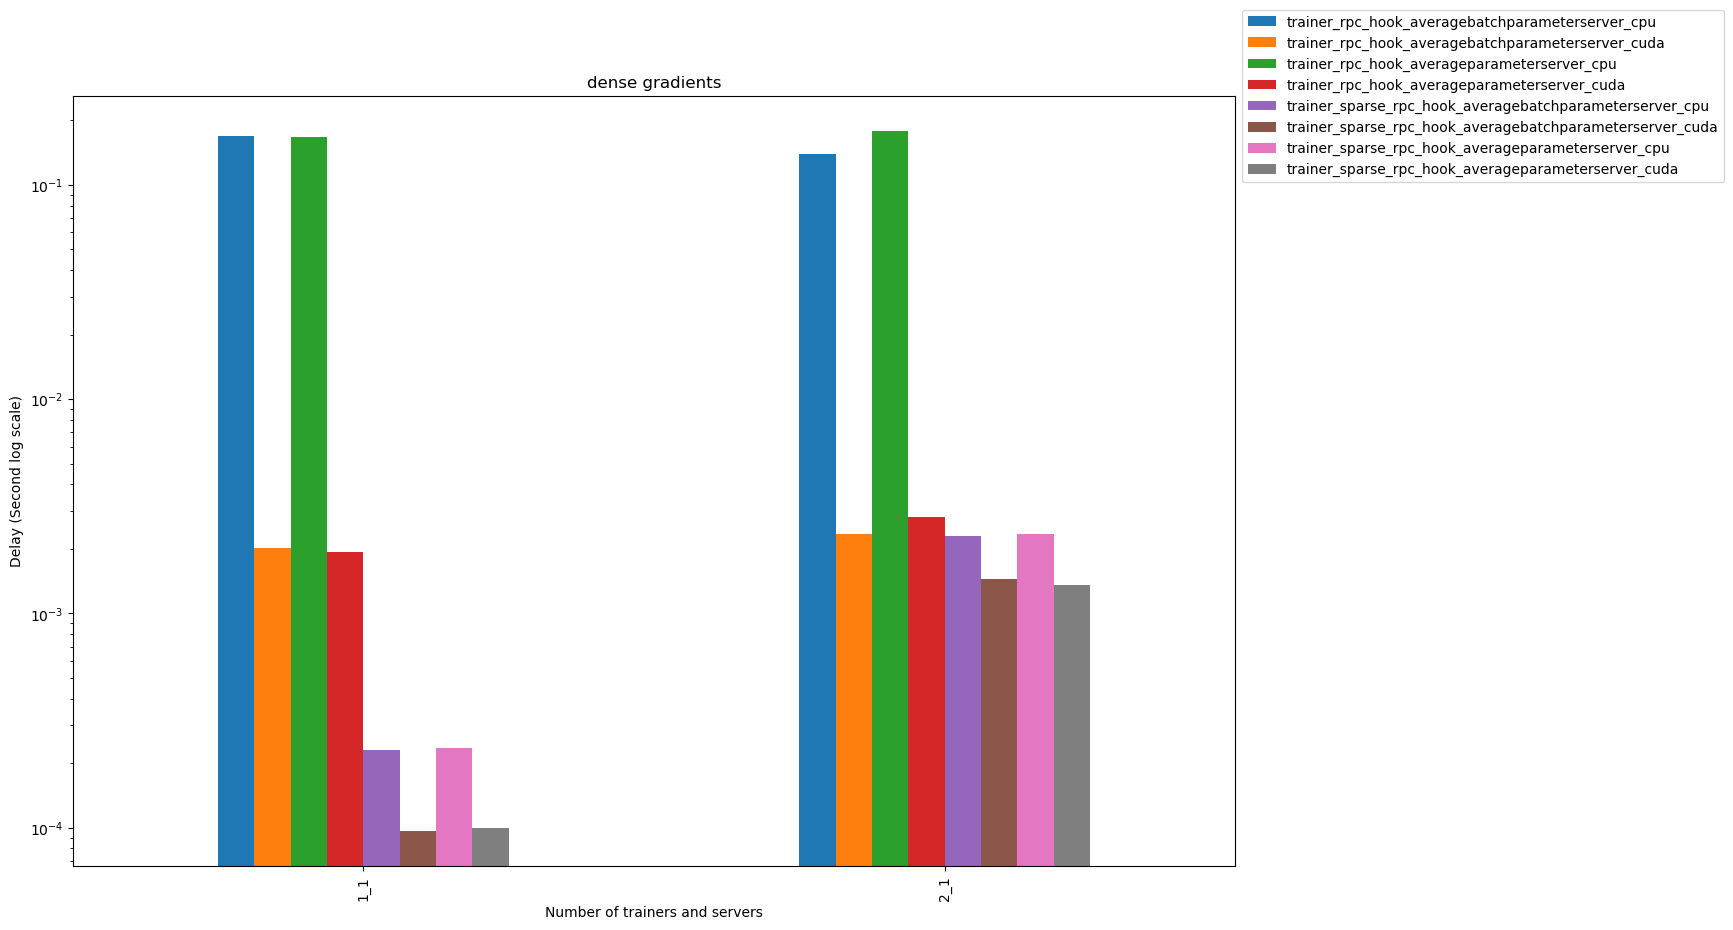 trainer_rpc_hook_averagebatchparameterserver_cpu
trainer_rpc_hook_averagebatchparameterserver_cuda
trainer_rpc_hook_averageparameterserver_cpu
trainer_rpc_hook_averageparameterserver_cuda
trainer_sparse_rpc_hook_averagebatchparameterserver_cpu
trainer_sparse_rpc_hook_averagebatchparameterserver_cuda
trainer_sparse_rpc_hook_averageparameterserver_cpu
trainer_sparse_rpc_hook_averageparameterserver_cuda
dense gradients
Delay (Second log scale)
10⁻¹
10⁻²
10⁻³
10⁻⁴
1_1
2_1
Number of trainers and servers